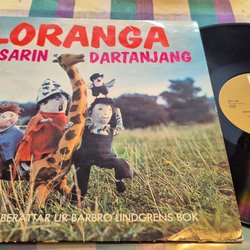 LORANGA
SARIN DARTANJANG
BERÄTTAR UR BARBRO LINDGRENS BOK